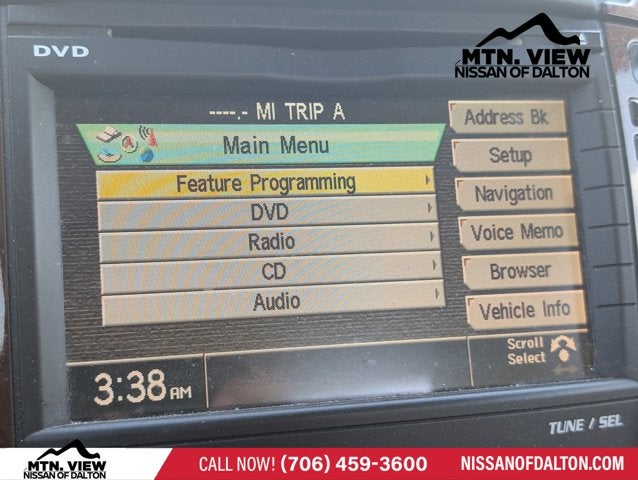 MTN. VIEW
NISSAN OF DALTON
DVD
----.- MI TRIP A
Main Menu
Feature Programming
DVD
Radio
CD
Audio
Address Bk
Setup
Navigation
Voice Memo
Browser
Vehicle Info
Scroll
Select
3:38 AM
TUNE / SEL
MTN. VIEW
NISSAN OF DALTON
CALL NOW! (706) 459-3600
NISSANOFDALTON.COM